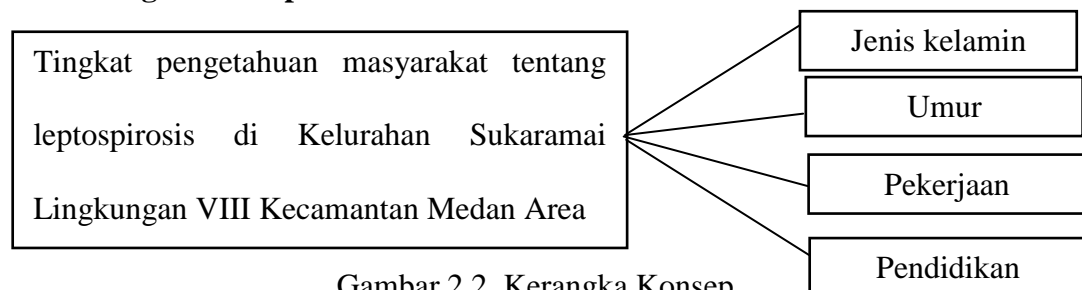 Tingkat pengetahuan masyarakat tentang
leptospirosis di Kelurahan Sukaramai
Lingkungan VIII Kecamantan Medan Area
Jenis kelamin
Umur
Pekerjaan
Pendidikan
Gambar 2.2. Kerangka Konsep